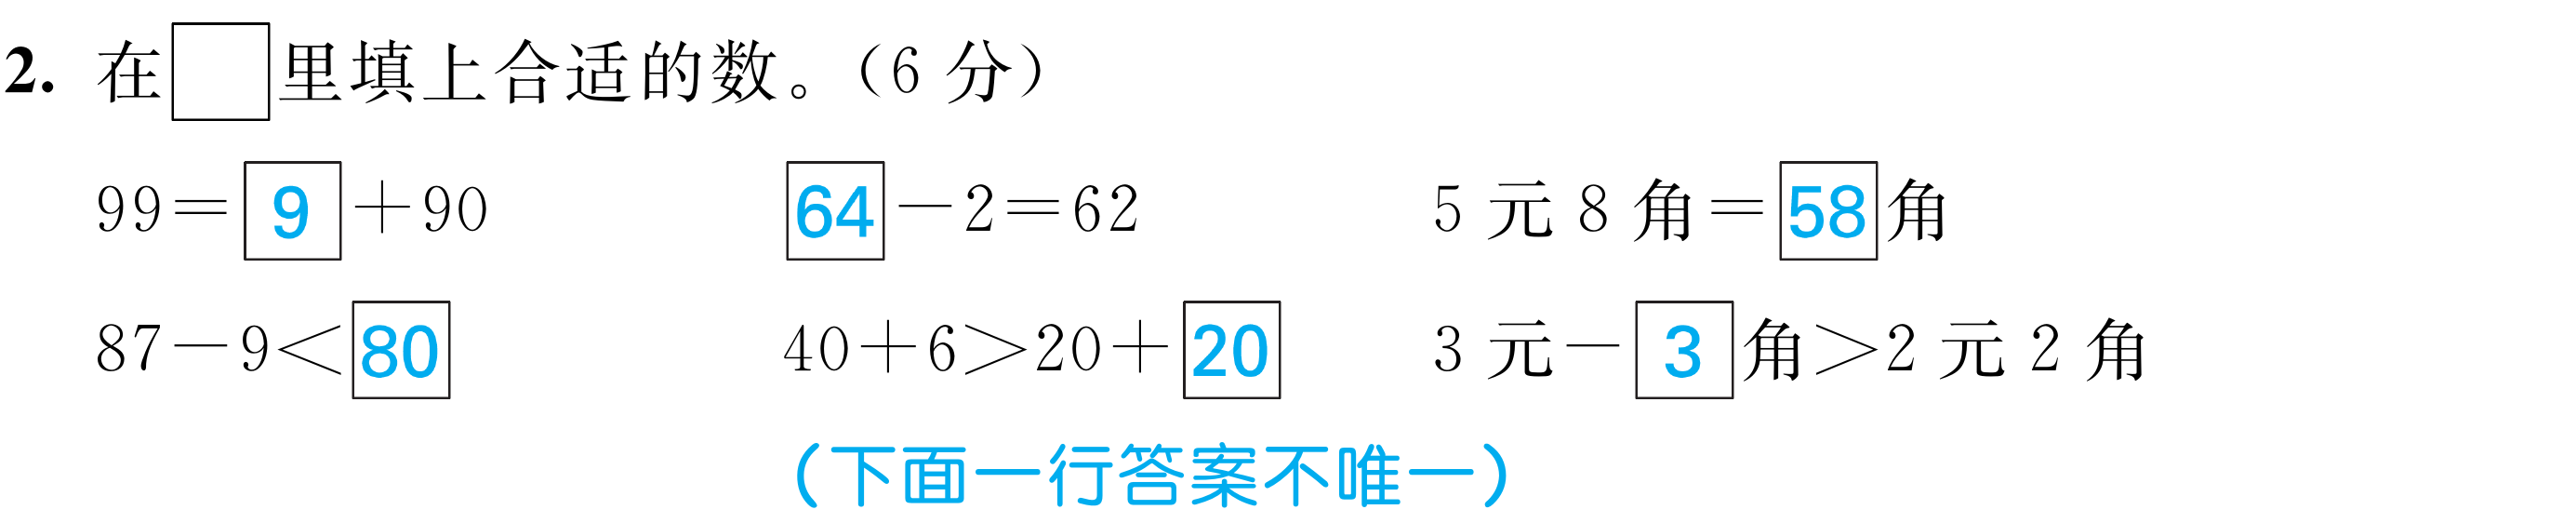 2. 在□里填上合适的数。（6 分）
99=9+90 64-2=62 5 元 8 角=58角
87-9<80 40+6>20+20 3 元-3角>2 元 2 角
（下面一行答案不唯一）